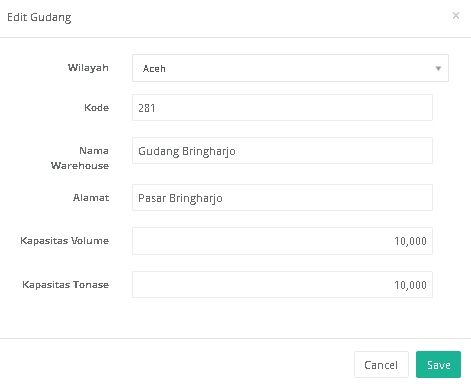 Edit Gudang ×
Wilayah Aceh
Kode 281
Nama Warehouse Gudang Bringharjo
Alamat Pasar Bringharjo
Kapasitas Volume 10,000
Kapasitas Tonase 10,000
Cancel Save